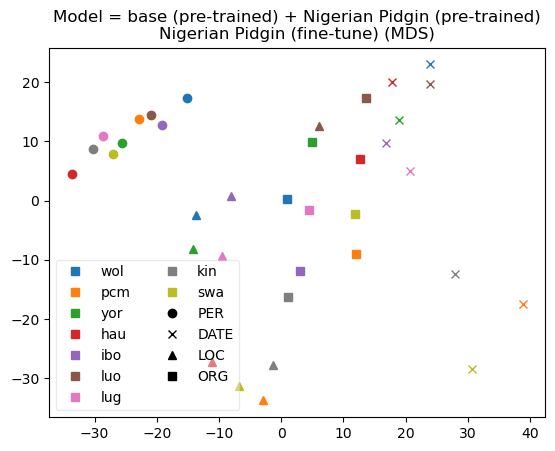 Model = base (pre-trained) + Nigerian Pidgin (pre-trained)
Nigerian Pidgin (fine-tune) (MDS)
20
10
0
−10
−20
−30
wol
pcm
yor
hau
ibo
luo
lug
kin
swa
PER
DATE
LOC
ORG
−30
−20
−10
0
10
20
30
40